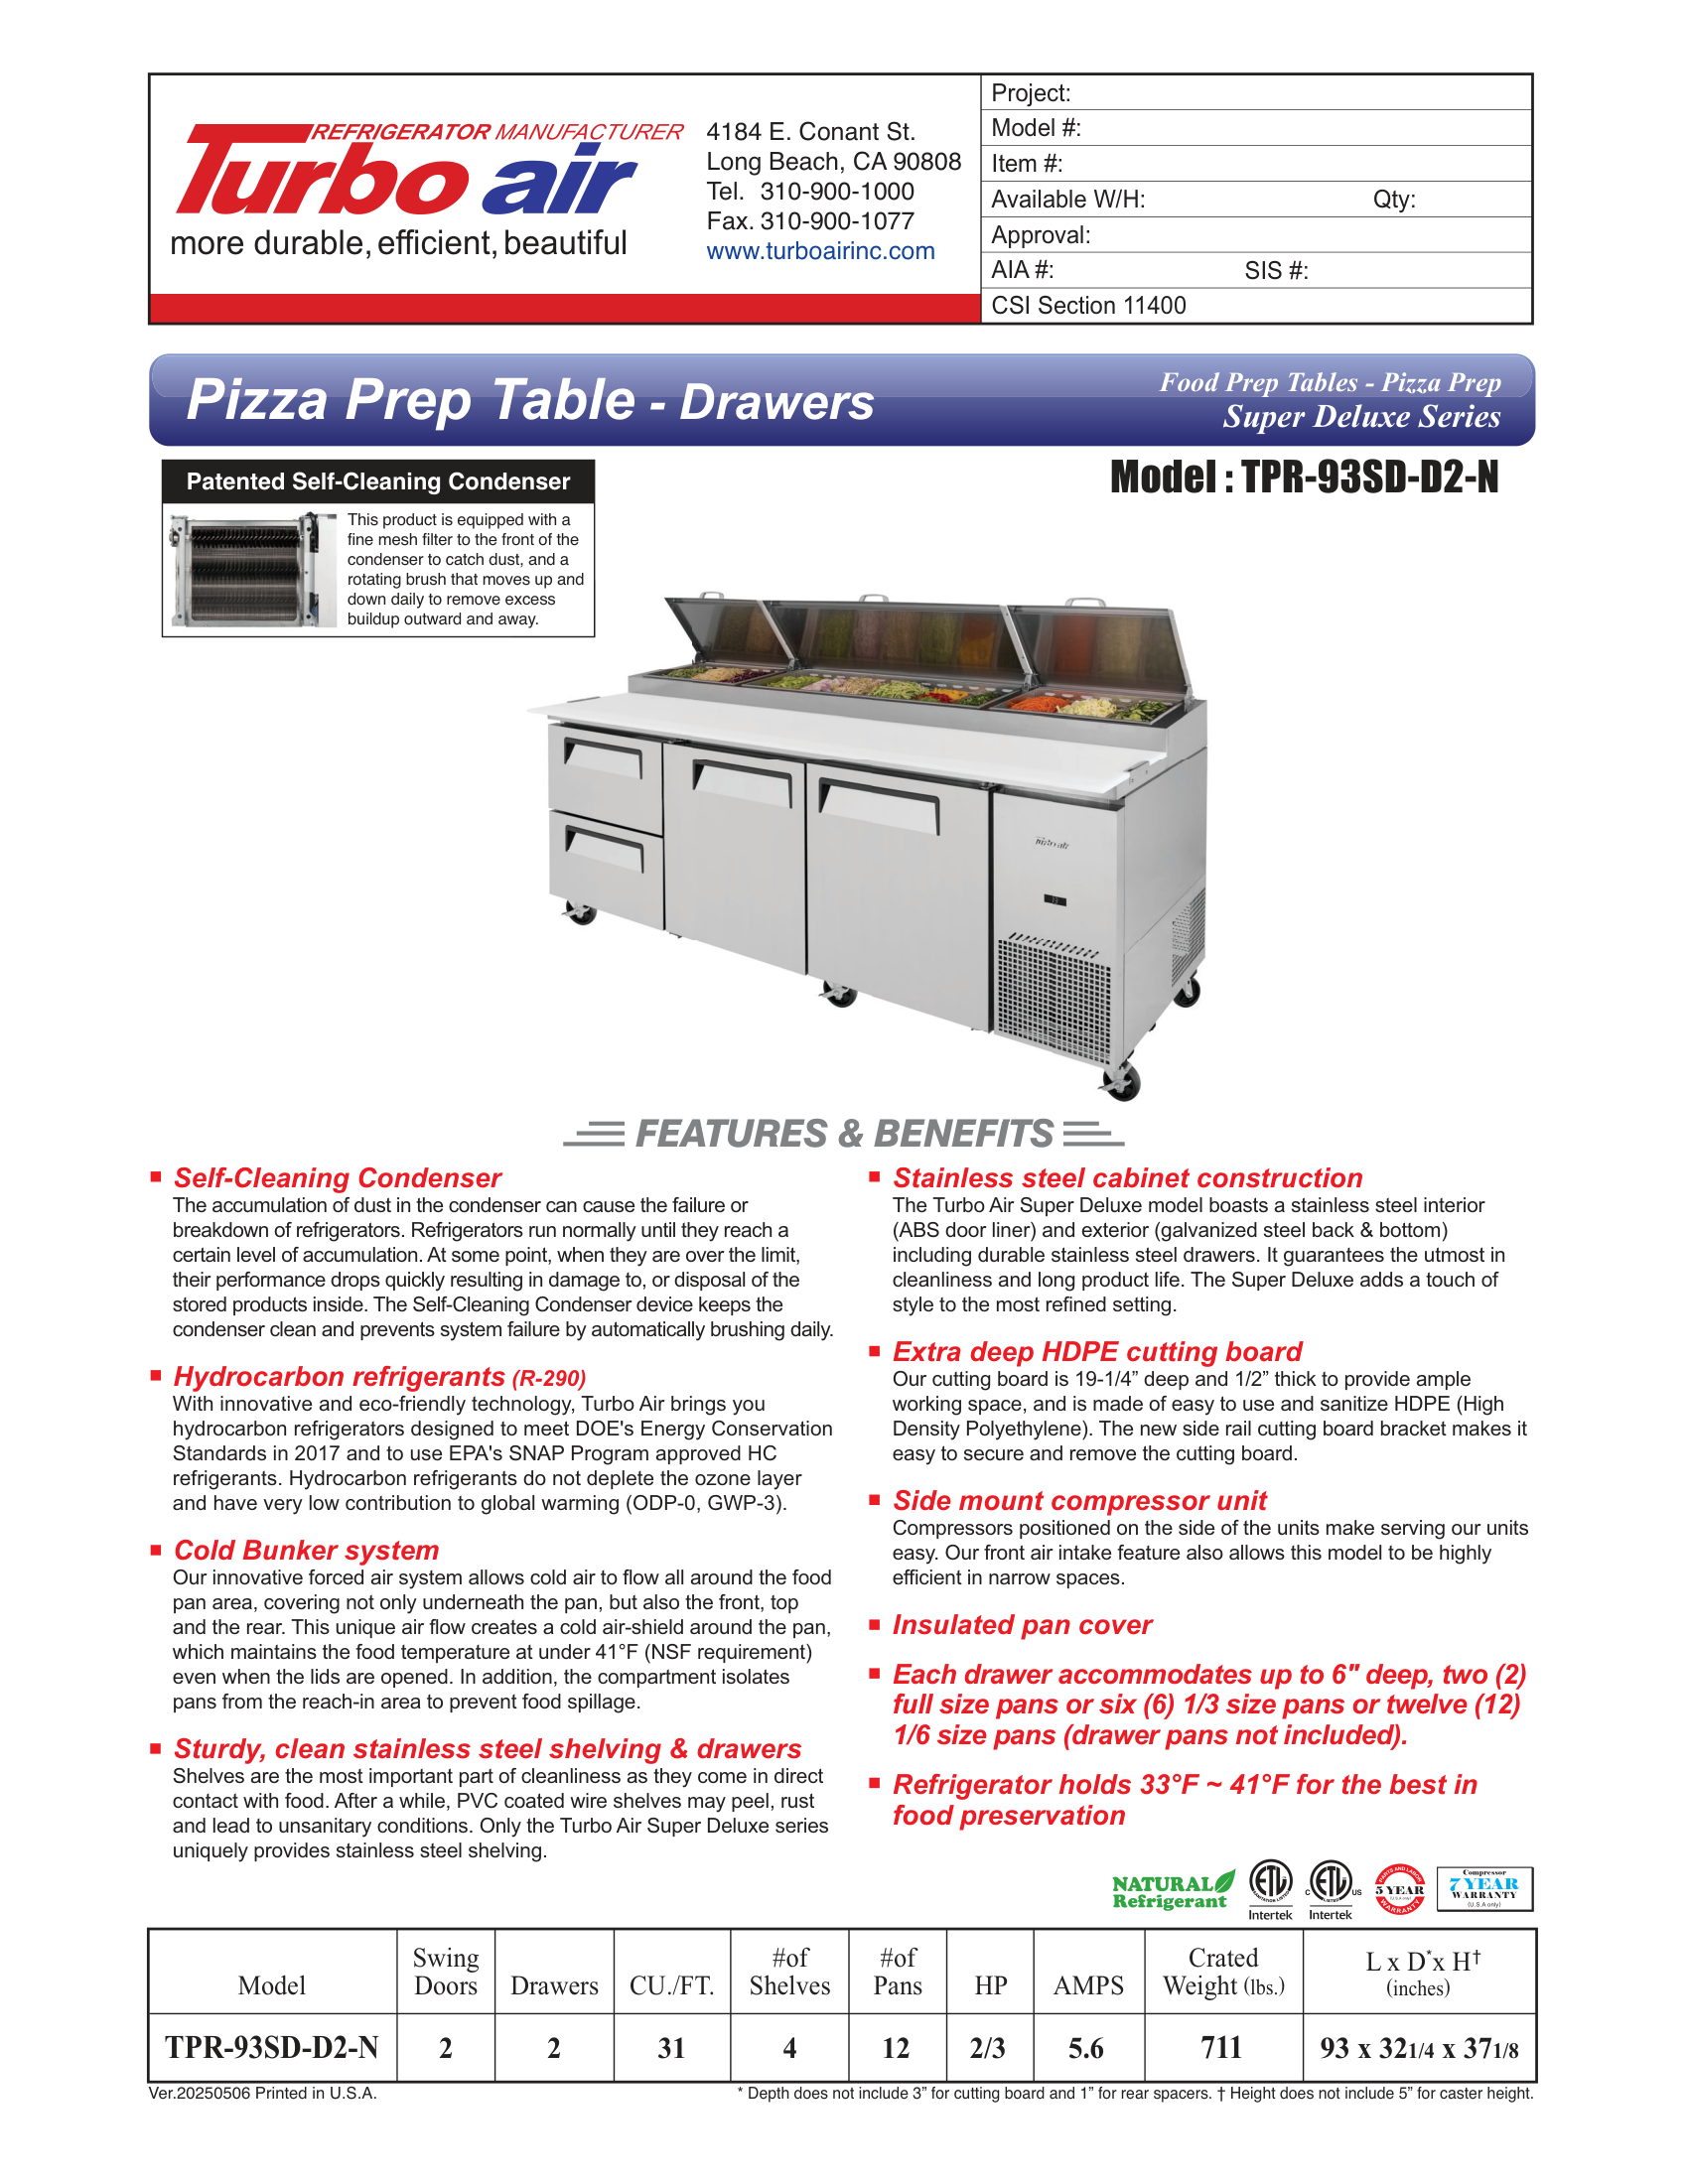 REFRIGERATOR MANUFACTURER
Turbo air
more durable, efficient, beautiful
4184 E. Conant St.
Long Beach, CA 90808
Tel. 310-900-1000
Fax. 310-900-1077
www.turboairinc.com
Project:
Model #:
Item #:
Available W/H: Qty:
Approval:
AIA #: SIS #:
CSI Section 11400
Pizza Prep Table - Drawers
Food Prep Tables - Pizza Prep
Super Deluxe Series
Model : TPR-93SD-D2-N
Patented Self-Cleaning Condenser
This product is equipped with a
fine mesh filter to the front of the
condenser to catch dust, and a
rotating brush that moves up and
down daily to remove excess
buildup outward and away.
Turbo air
FEATURES & BENEFITS
Self-Cleaning Condenser
The accumulation of dust in the condenser can cause the failure or
breakdown of refrigerators. Refrigerators run normally until they reach a
certain level of accumulation. At some point, when they are over the limit,
their performance drops quickly resulting in damage to, or disposal of the
stored products inside. The Self-Cleaning Condenser device keeps the
condenser clean and prevents system failure by automatically brushing daily.
Hydrocarbon refrigerants (R-290)
With innovative and eco-friendly technology, Turbo Air brings you
hydrocarbon refrigerators designed to meet DOE's Energy Conservation
Standards in 2017 and to use EPA's SNAP Program approved HC
refrigerants. Hydrocarbon refrigerants do not deplete the ozone layer
and have very low contribution to global warming (ODP-0, GWP-3).
Cold Bunker system
Our innovative forced air system allows cold air to flow all around the food
pan area, covering not only underneath the pan, but also the front, top
and the rear. This unique air flow creates a cold air-shield around the pan,
which maintains the food temperature at under 41°F (NSF requirement)
even when the lids are opened. In addition, the compartment isolates
pans from the reach-in area to prevent food spillage.
Sturdy, clean stainless steel shelving & drawers
Shelves are the most important part of cleanliness as they come in direct
contact with food. After a while, PVC coated wire shelves may peel, rust
and lead to unsanitary conditions. Only the Turbo Air Super Deluxe series
uniquely provides stainless steel shelving.
Stainless steel cabinet construction
The Turbo Air Super Deluxe model boasts a stainless steel interior
(ABS door liner) and exterior (galvanized steel back & bottom)
including durable stainless steel drawers. It guarantees the utmost in
cleanliness and long product life. The Super Deluxe adds a touch of
style to the most refined setting.
Extra deep HDPE cutting board
Our cutting board is 19-1/4” deep and 1/2” thick to provide ample
working space, and is made of easy to use and sanitize HDPE (High
Density Polyethylene). The new side rail cutting board bracket makes it
easy to secure and remove the cutting board.
Side mount compressor unit
Compressors positioned on the side of the units make serving our units
easy. Our front air intake feature also allows this model to be highly
efficient in narrow spaces.
Insulated pan cover
Each drawer accommodates up to 6" deep, two (2)
full size pans or six (6) 1/3 size pans or twelve (12)
1/6 size pans (drawer pans not included).
Refrigerator holds 33°F ~ 41°F for the best in
food preservation
NATURAL
Refrigerant
ETL
SANITATION LISTED
Intertek
C ETL US
LISTED
Intertek
PARTS AND LABOR
5 YEAR
(U.S.A only)
WARRANTY
Compressor
7 YEAR
WARRANTY
(U.S.A only)
Model Swing Doors Drawers CU./FT. #of Shelves #of Pans HP AMPS Crated Weight (lbs.) L x D* x H† (inches)
TPR-93SD-D2-N 2 2 31 4 12 2/3 5.6 711 93 x 321/4 x 371/8
Ver.20250506 Printed in U.S.A.
* Depth does not include 3” for cutting board and 1” for rear spacers. † Height does not include 5” for caster height.